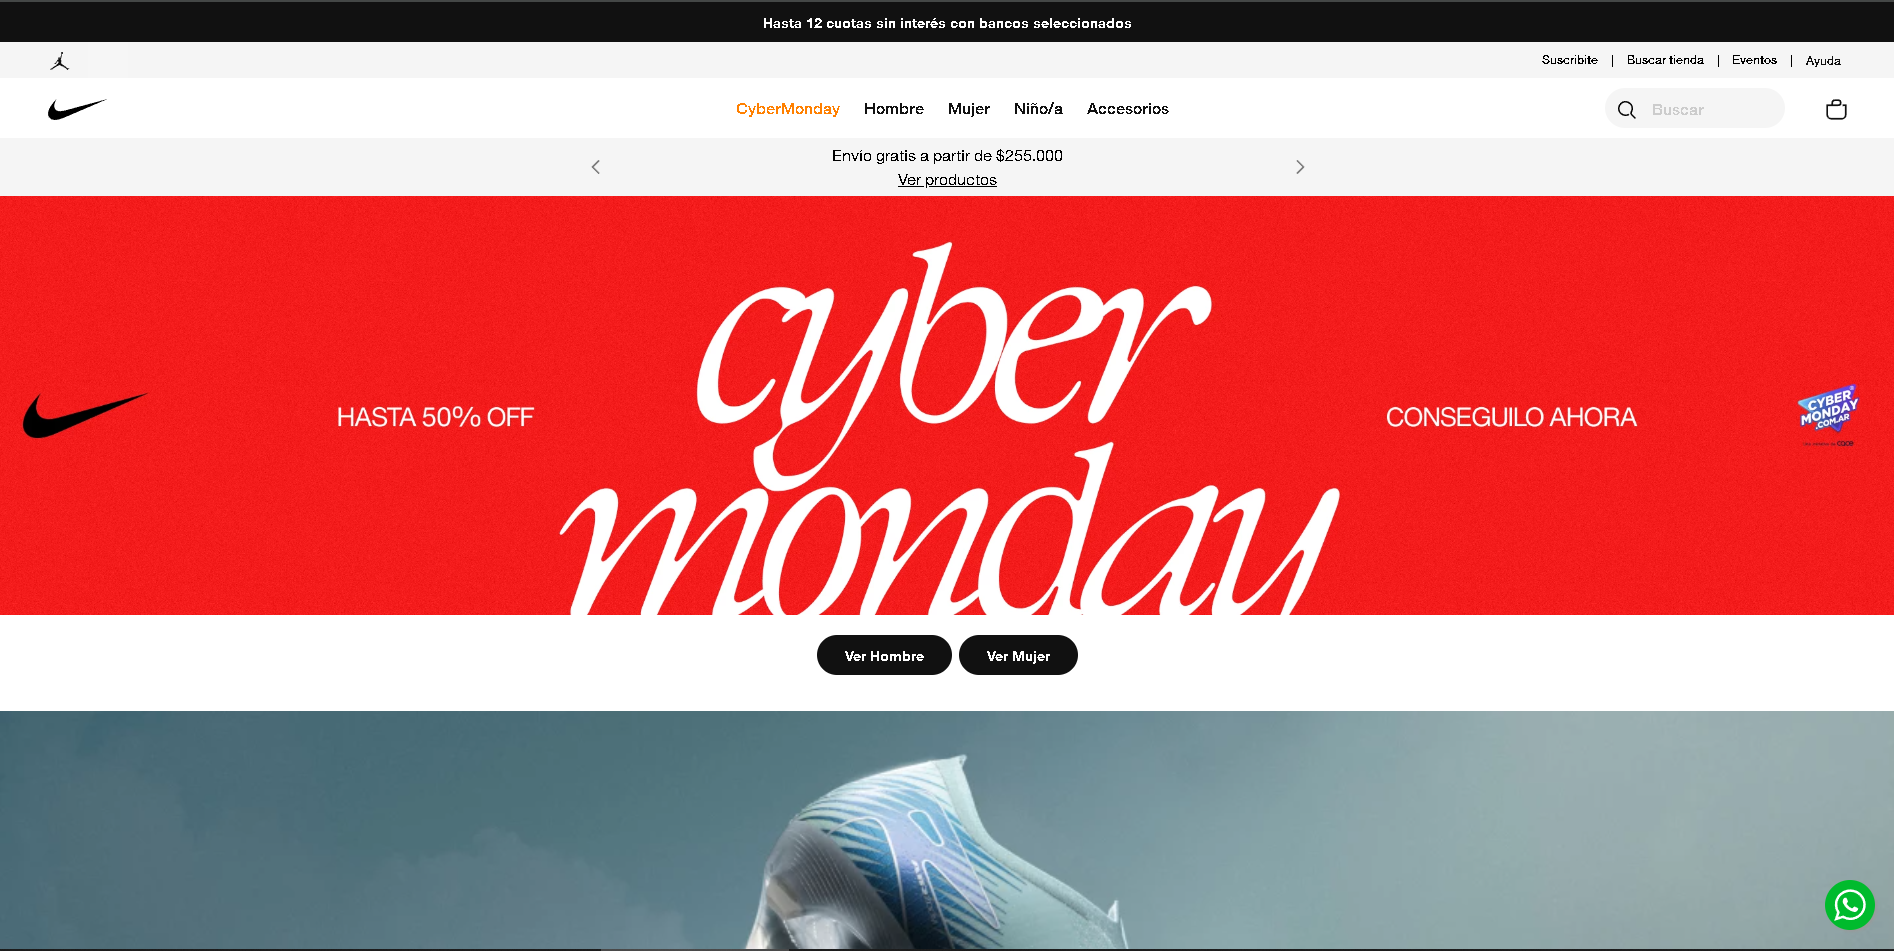 Hasta 12 cuotas sin interés con bancos seleccionados
Suscribite | Buscar tienda | Eventos | Ayuda
CyberMonday Hombre Mujer Niño/a Accesorios
Buscar
Envío gratis a partir de $255.000
Ver productos
HASTA 50% OFF
cyber
monday
CONSEGUILO AHORA
CYBER
MONDAY
.COM.AR
Ver Hombre
Ver Mujer